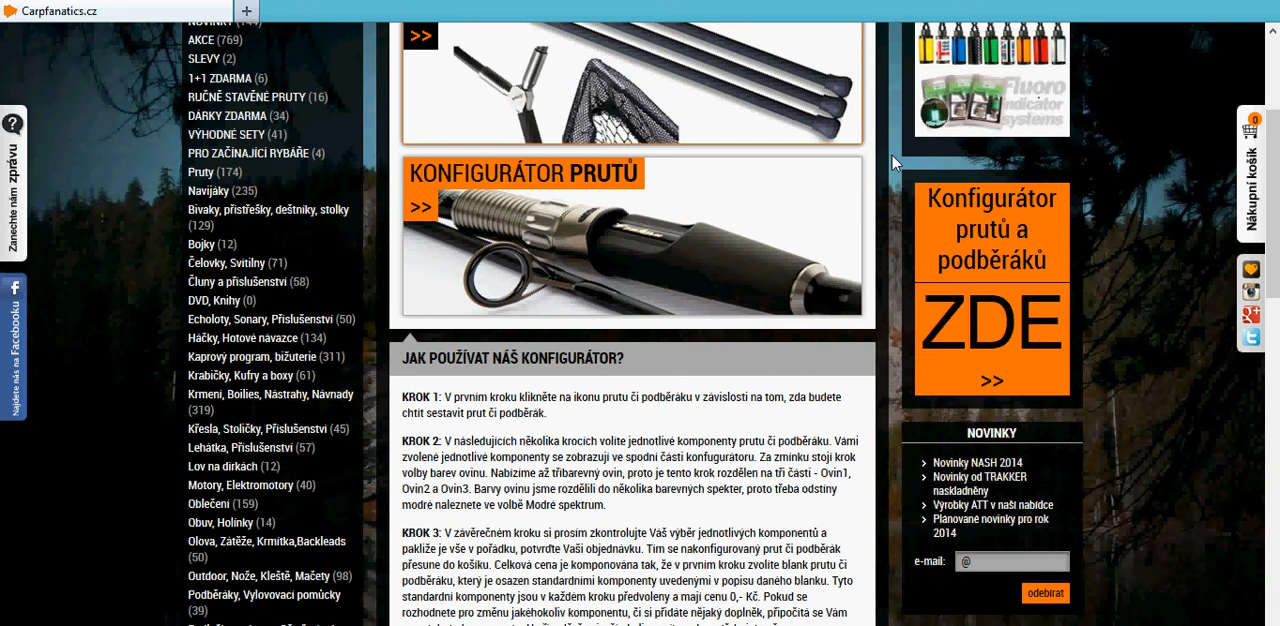 Carpfanatics.cz
AKCE (769)
SLEVY (2)
1+1 ZDARMA (6)
RUČNĚ STAVĚNÉ PRUTY (16)
DÁRKY ZDARMA (34)
VÝHODNÉ SETY (41)
PRO ZAČÍNAJÍCÍ RYBÁŘE (4)
Pruty (174)
Navijáky (235)
Bivaky, přístřešky, deštníky, stolky
(129)
Bojky (12)
Čelovky, Svítilny (71)
Čluny a příslušenství (58)
DVD, Knihy (0)
Echoloty, Sonary, Příslušenství (50)
Háčky, Hotové návazce (134)
Kaprový program, bižuterie (311)
Krabičky, Kufry a boxy (61)
Krmení, Boilies, Nástrahy, Návnady
(319)
Křesla, Stoličky, Příslušenství (45)
Lehátka, Příslušenství (57)
Lov na dírkách (12)
Motory, Elektromotory (40)
Oblečení (159)
Obuv, Holínky (14)
Olova, Zátěže, Krmítka,Backleads
(50)
Outdoor, Nože, Kleště, Mačety (98)
Podběráky, Vylovovací pomůcky
(39)
Zanechte nám zprávu
Najdete nás na Facebooku
>>
KONFIGURÁTOR PRUTŮ
>>
JAK POUŽÍVAT NÁŠ KONFIGURÁTOR?
KROK 1: V prvním kroku klikněte na ikonu prutu či podběráku v závislosti na tom, zda budete
chtít sestavit prut či podběrák.
KROK 2: V následujících několika krocích volíte jednotlivé komponenty prutu či podběráku. Vámi
zvolené jednotlivé komponenty se zobrazují ve spodní části konfugurátoru. Za zmínku stojí krok
volby barev ovinu. Nabízíme až tříbarevný ovin, proto je tento krok rozdělen na tři části - Ovin1,
Ovin2 a Ovin3. Barvy ovinu jsme rozdělili do několika barevných spekter, proto třeba odstíny
modré naleznete ve volbě Modré spektrum.
KROK 3: V závěrečném kroku si prosím zkontrolujte Váš výběr jednotlivých komponentů a
pakliže je vše v pořádku, potvrďte Vaší objednávku. Tím se nakonfigurovaný prut či podběrák
přesune do košíku. Celková cena je komponována tak, že v prvním kroku zvolíte blank prutu či
podběráku, který je osazen standardními komponenty uvedenými v popisu daného blanku. Tyto
standardní komponenty jsou v každém kroku předvoleny a mají cenu 0,- Kč. Pokud se
rozhodnete pro změnu jakéhokoliv komponentu, či si přidáte nějaký doplněk, připočítá se Vám
Fluoro
indicator
systems
Konfigurátor
prutů a
podběráků
ZDE
>>
NOVINKY
Novinky NASH 2014
Novinky od TRAKKER
naskladněny
Výrobky ATT v naší nabídce
Plánované novinky pro rok
2014
e-mail: @
odebírat
0
Nákupní košík